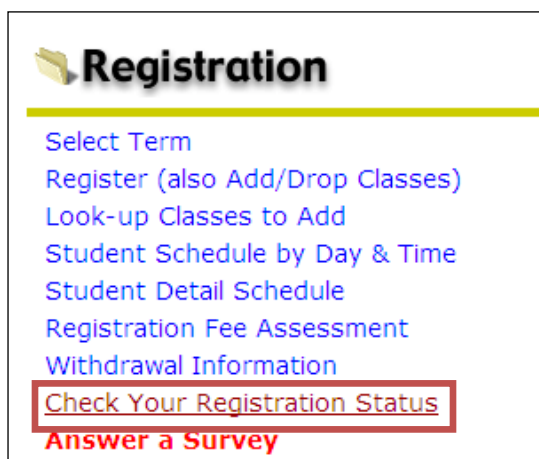 Registration
Select Term
Register (also Add/Drop Classes)
Look-up Classes to Add
Student Schedule by Day & Time
Student Detail Schedule
Registration Fee Assessment
Withdrawal Information
Check Your Registration Status
Answer a Survey